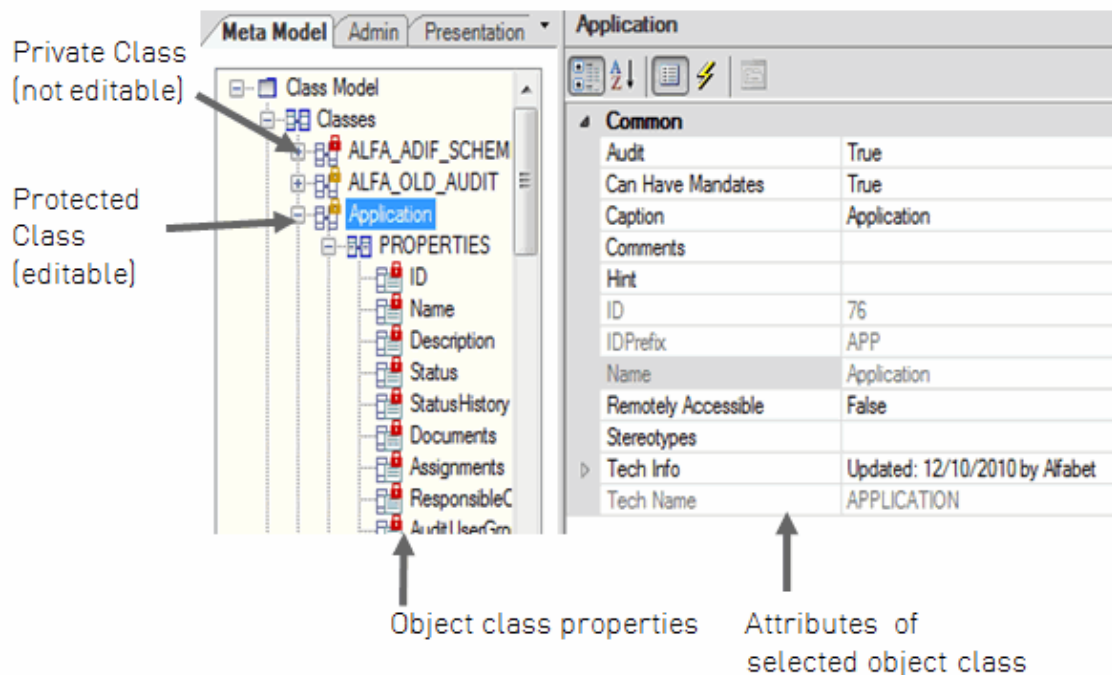 Private Class
(not editable)
Protected
Class
(editable)
Meta Model Admin Presentation
Class Model
Classes
ALFA_ADIF_SCHEM
ALFA_OLD_AUDIT
Application
PROPERTIES
ID
Name
Description
Status
StatusHistory
Documents
Assignments
ResponsibleC
AuditUserGro
Application
Common
Audit True
Can Have Mandates True
Caption Application
Comments
Hint
ID 76
IDPrefix APP
Name Application
Remotely Accessible False
Stereotypes
Tech Info Updated: 12/10/2010 by Alfabet
Tech Name APPLICATION
Object class properties
Attributes of
selected object class